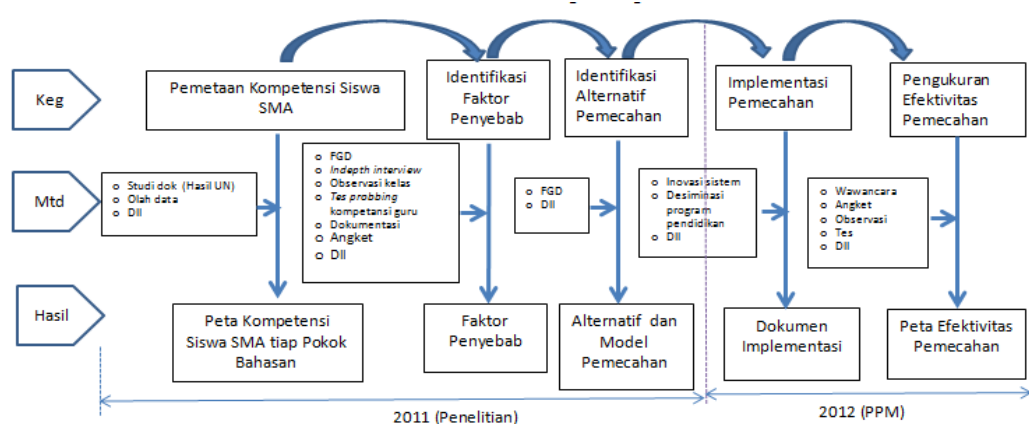 Keg
Pemetaan Kompetensi Siswa
SMA
Identifikasi
Faktor
Penyebab
Identifikasi
Alternatif
Pemecahan
Implementasi
Pemecahan
Pengukuran
Efektivitas
Pemecahan
Mtd
o Studi dok (Hasil UN)
o Olah data
o Dll
o FGD
o Indepth interview
o Observasi kelas
o Tes probbing
kompetansi guru
o Dokumentasi
o Angket
o Dll
o FGD
o Dll
o Inovasi sistem
o Desiminasi
program
pendidikan
o Dll
o Wawancara
o Angket
o Observasi
o Tes
o Dll
Hasil
Peta Kompetensi
Siswa SMA tiap Pokok
Bahasan
Faktor
Penyebab
Alternatif dan
Model
Pemecahan
Dokumen
Implementasi
Peta Efektivitas
Pemecahan
2011 (Penelitian)
2012 (PPM)